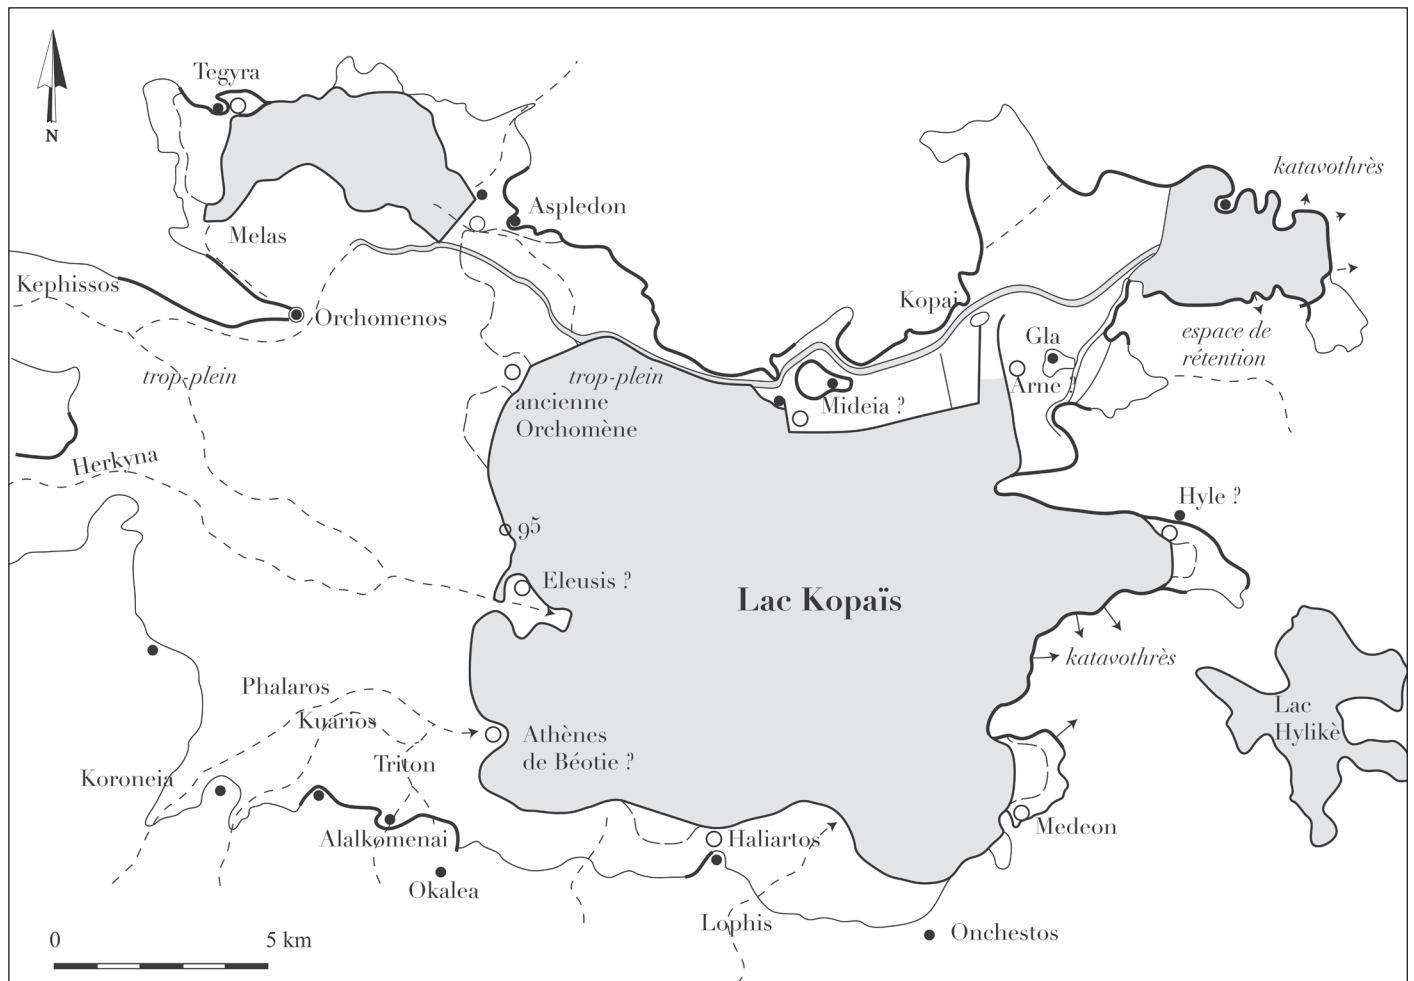 Tegyra
katavothrès
N
Aspledon
Melas
Kephissos
Kopai
Orchomenos
espace de
rétention
Gla
trop-plein
trop-plein
Arne ?
ancienne
Orchomène
Mideia ?
Herkyna
Hyle ?
95
Eleusis ?
Lac Kopaïs
katavothrès
Phalaros
Kuarios
Lac
Hylikè
Athènes
de Béotie ?
Triton
Koroneia
Medeon
Alalkomenai
Haliartos
Okalea
Lophis
Onchestos
0 5 km